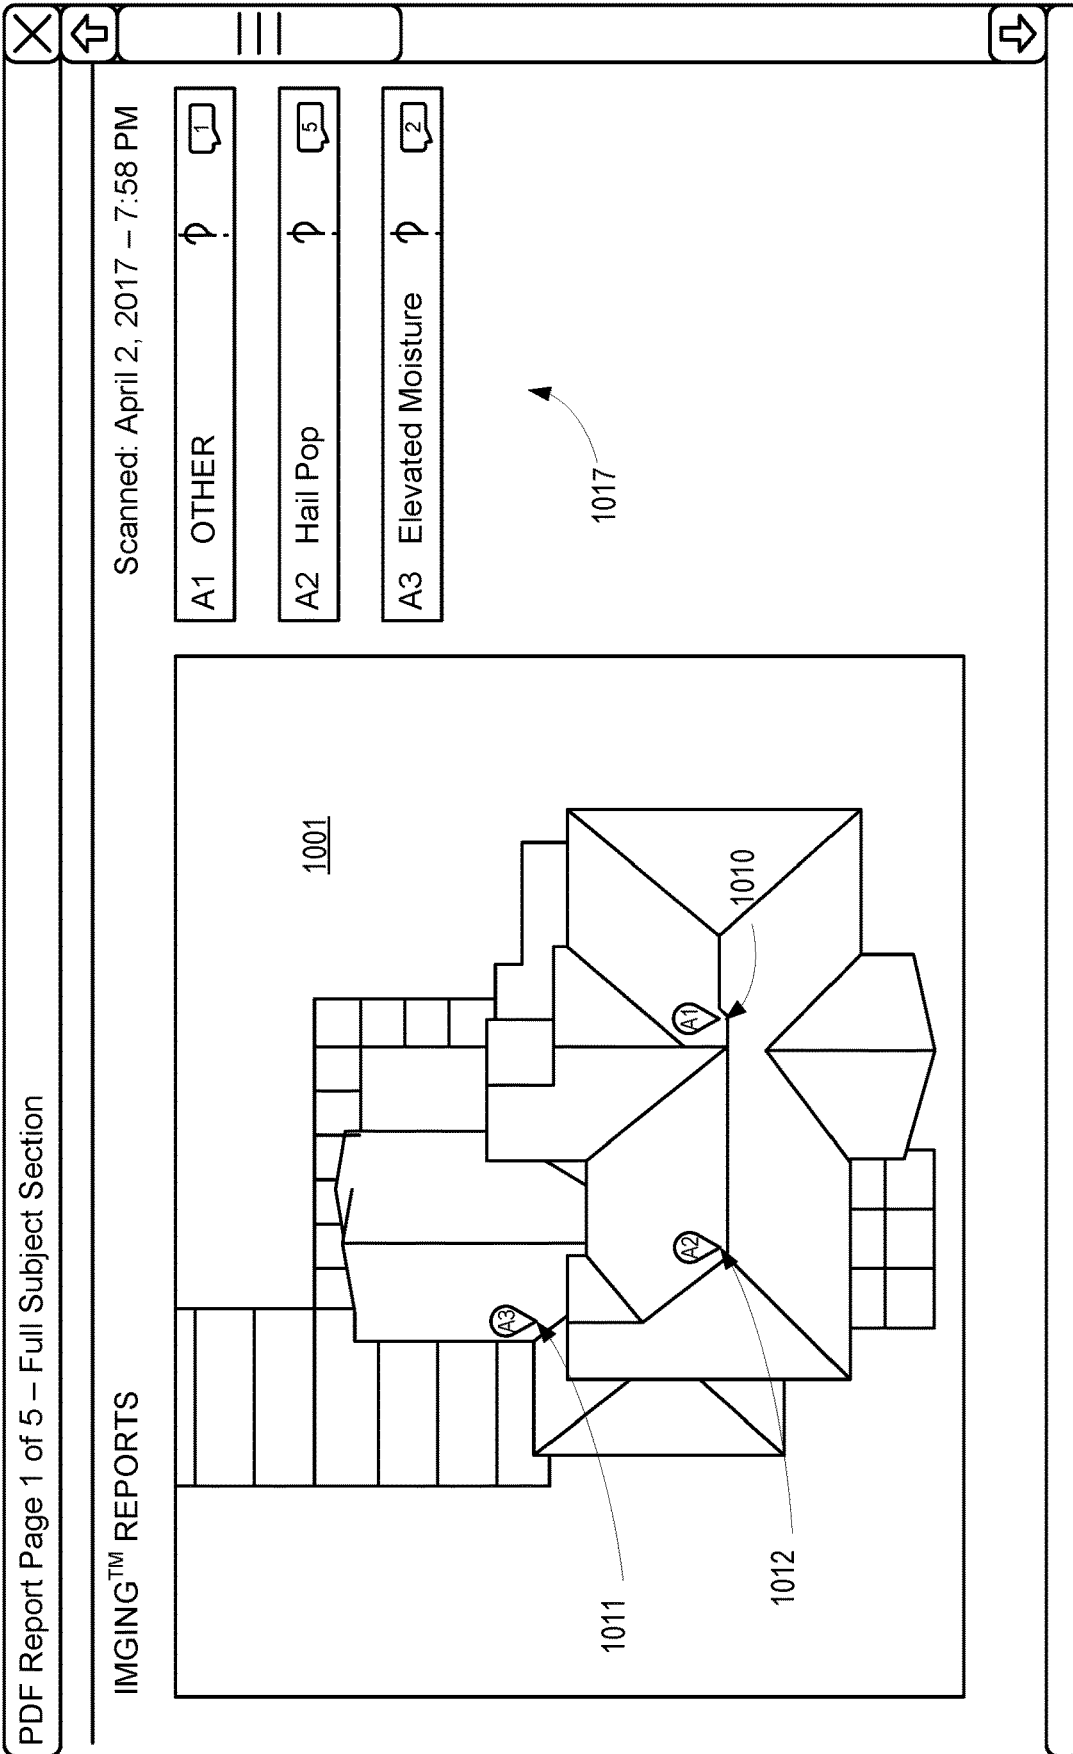 PDF Report Page 1 of 5 – Full Subject Section
IMGING™ REPORTS
Scanned: April 2, 2017 – 7:58 PM
A1 OTHER 1
A2 Hail Pop 5
A3 Elevated Moisture 2
1001
A3
A2
A1
1010
1011
1012
1017